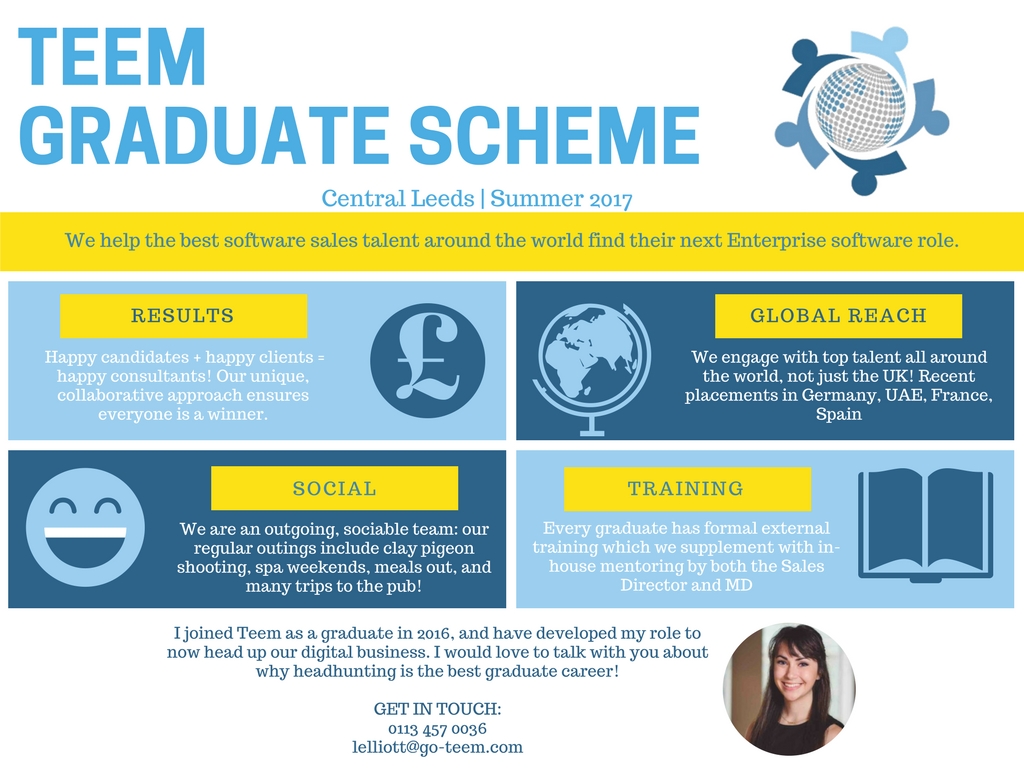 TEEM
GRADUATE SCHEME
Central Leeds | Summer 2017
We help the best software sales talent around the world find their next Enterprise software role.
RESULTS
Happy candidates + happy clients =
happy consultants! Our unique,
collaborative approach ensures
everyone is a winner.
£
GLOBAL REACH
We engage with top talent all around
the world, not just the UK! Recent
placements in Germany, UAE, France,
Spain
SOCIAL
We are an outgoing, sociable team: our
regular outings include clay pigeon
shooting, spa weekends, meals out, and
many trips to the pub!
TRAINING
Every graduate has formal external
training which we supplement with in-
house mentoring by both the Sales
Director and MD
I joined Teem as a graduate in 2016, and have developed my role to
now head up our digital business. I would love to talk with you about
why headhunting is the best graduate career!
GET IN TOUCH:
0113 457 0036
lelliott@go-teem.com